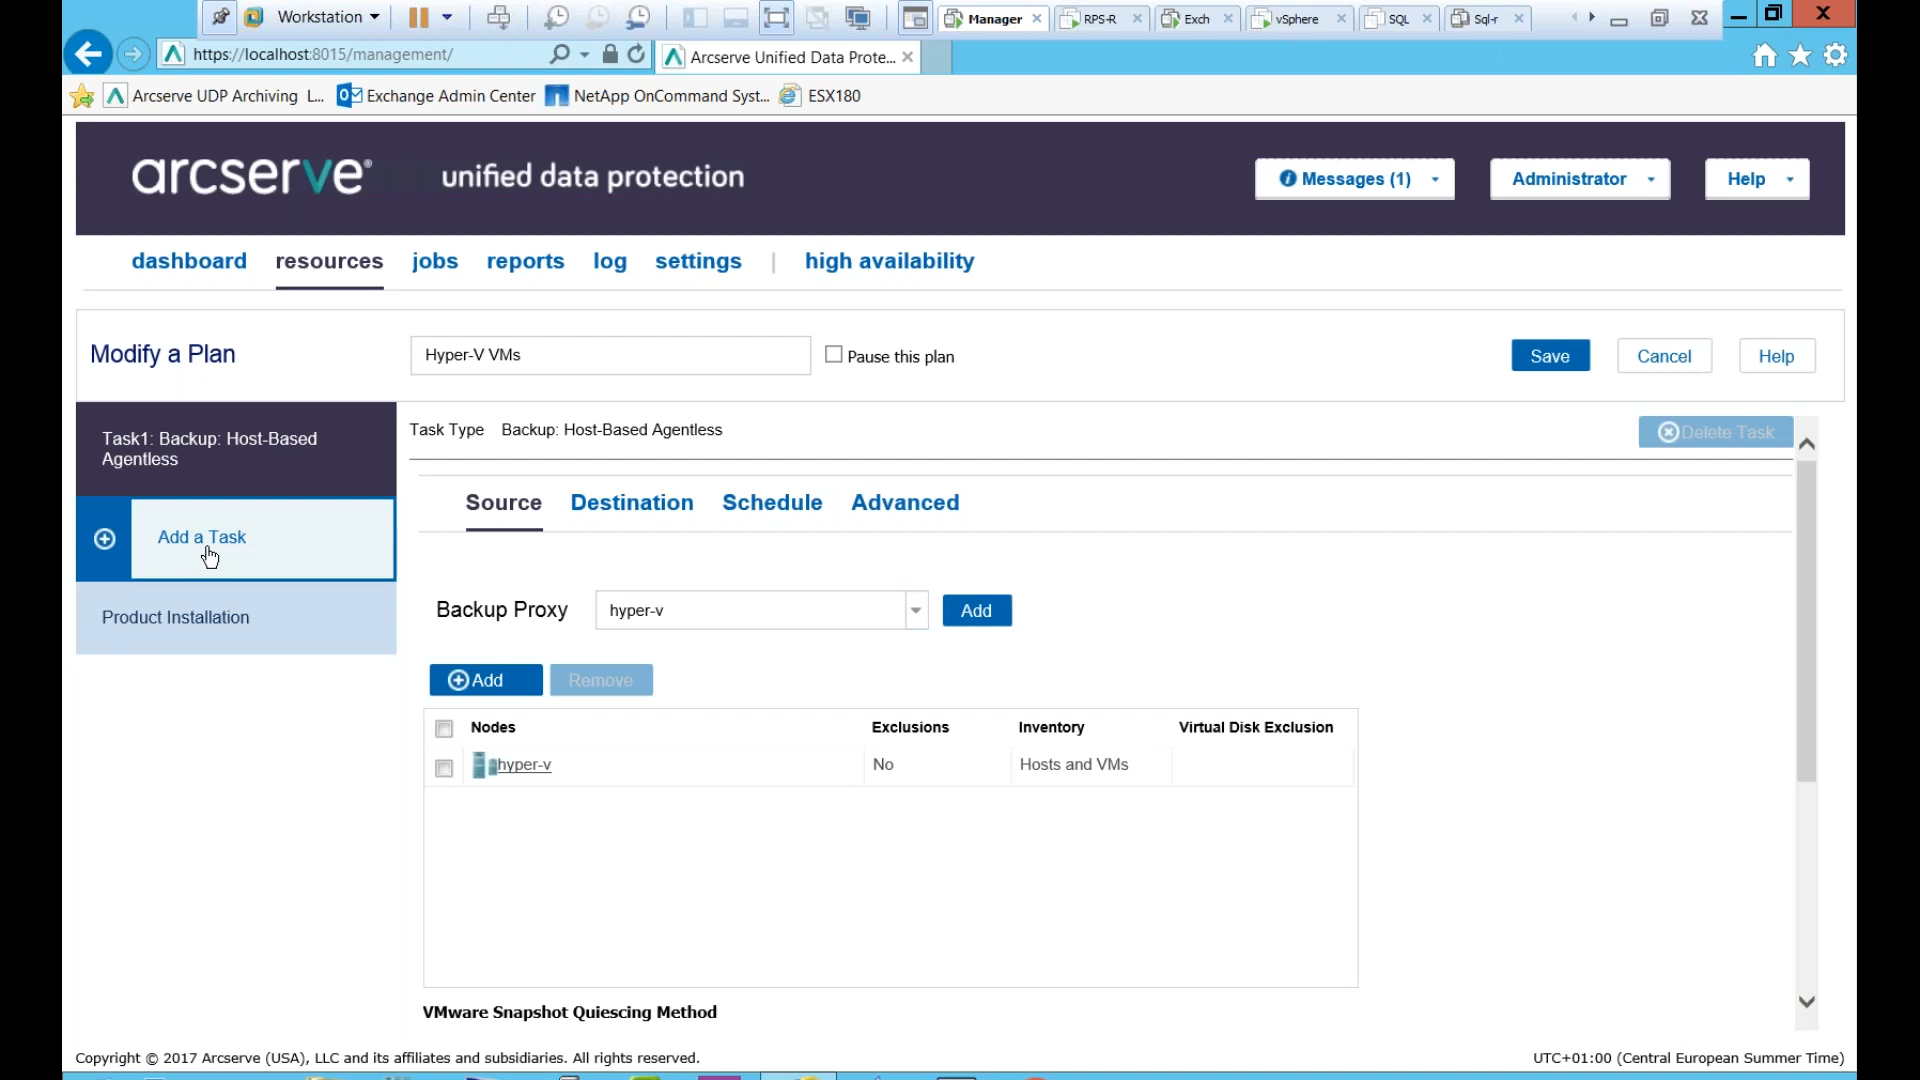 Workstation
Manager
RPS-R
Exch
vSphere
SQL
Sql-r
https://localhost:8015/management/
Arcserve Unified Data Prote...
Arcserve UDP Archiving L...
Exchange Admin Center
NetApp OnCommand Syst...
ESX180
arcserve®
unified data protection
Messages (1)
Administrator
Help
dashboard
resources
jobs
reports
log
settings
high availability
Modify a Plan
Hyper-V VMs
Pause this plan
Save
Cancel
Help
Task1: Backup: Host-Based
Agentless
Add a Task
Product Installation
Task Type Backup: Host-Based Agentless
Delete Task
Source
Destination
Schedule
Advanced
Backup Proxy
hyper-v
Add
Add
Remove
Nodes
Exclusions
Inventory
Virtual Disk Exclusion
hyper-v
No
Hosts and VMs
VMware Snapshot Quiescing Method
Copyright © 2017 Arcserve (USA), LLC and its affiliates and subsidiaries. All rights reserved.
UTC+01:00 (Central European Summer Time)